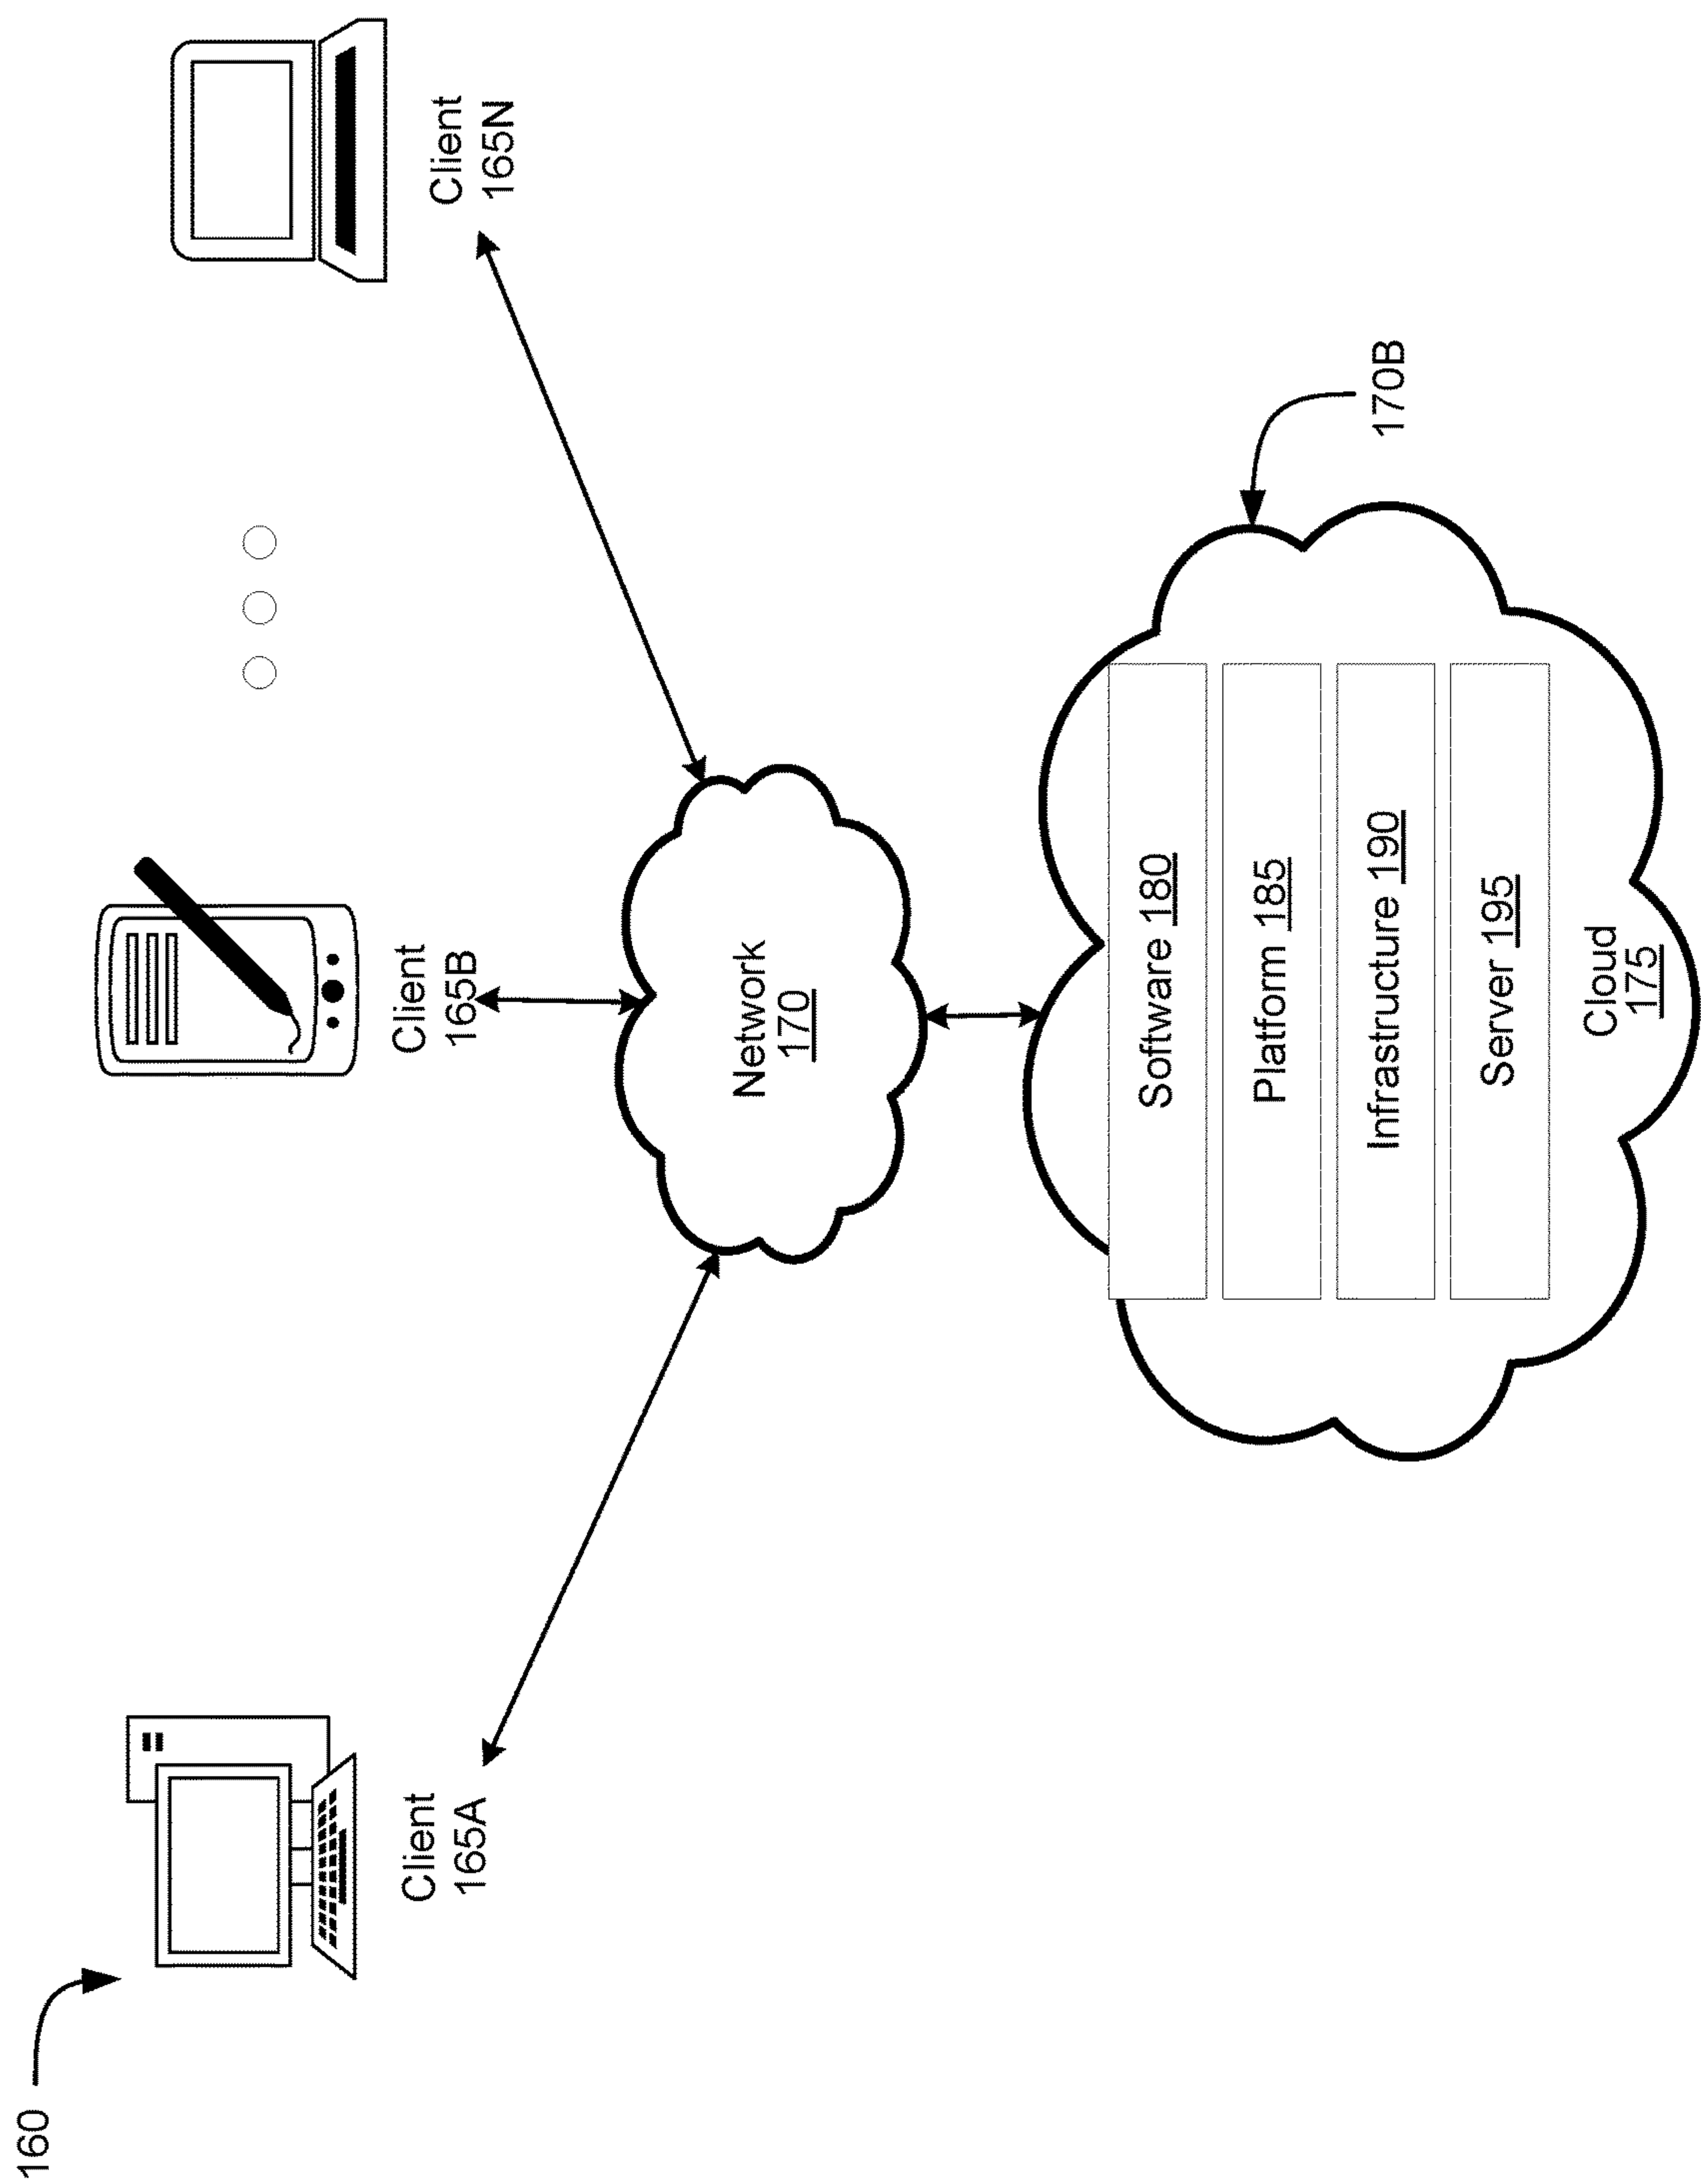 160
Client
165A
Client
165B
Client
165N
Network
170
170B
Software 180
Platform 185
Infrastructure 190
Server 195
Cloud
175